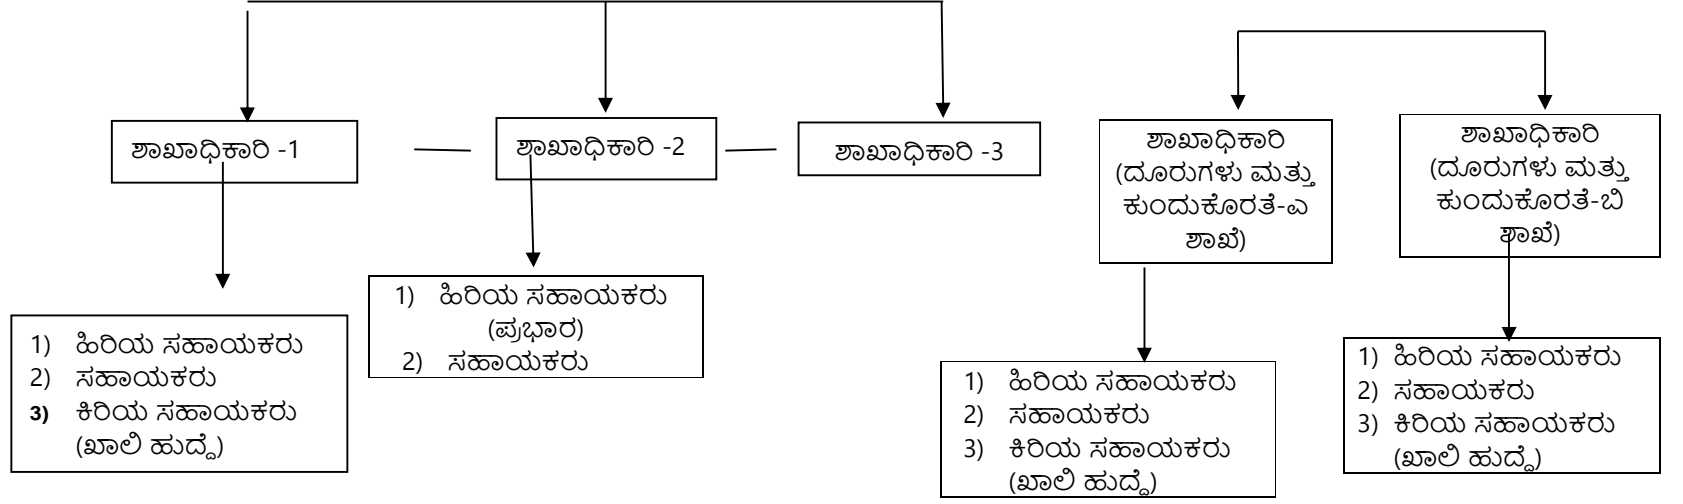 ಶಾಖಾಧಿಕಾರಿ -1
ಶಾಖಾಧಿಕಾರಿ -2
ಶಾಖಾಧಿಕಾರಿ -3
ಶಾಖಾಧಿಕಾರಿ
(ದೂರುಗಳು ಮತ್ತು
ಕುಂದುಕೊರತೆ-ಎ
ಶಾಖೆ)
ಶಾಖಾಧಿಕಾರಿ
(ದೂರುಗಳು ಮತ್ತು
ಕುಂದುಕೊರತೆ-ಬಿ
ಶಾಖೆ)
1) ಹಿರಿಯ ಸಹಾಯಕರು
2) ಸಹಾಯಕರು
3) ಕಿರಿಯ ಸಹಾಯಕರು
(ಖಾಲಿ ಹುದ್ದೆ)
1) ಹಿರಿಯ ಸಹಾಯಕರು
(ಪ್ರಭಾರ)
2) ಸಹಾಯಕರು
1) ಹಿರಿಯ ಸಹಾಯಕರು
2) ಸಹಾಯಕರು
3) ಕಿರಿಯ ಸಹಾಯಕರು
(ಖಾಲಿ ಹುದ್ದೆ)
1) ಹಿರಿಯ ಸಹಾಯಕರು
2) ಸಹಾಯಕರು
3) ಕಿರಿಯ ಸಹಾಯಕರು
(ಖಾಲಿ ಹುದ್ದೆ)